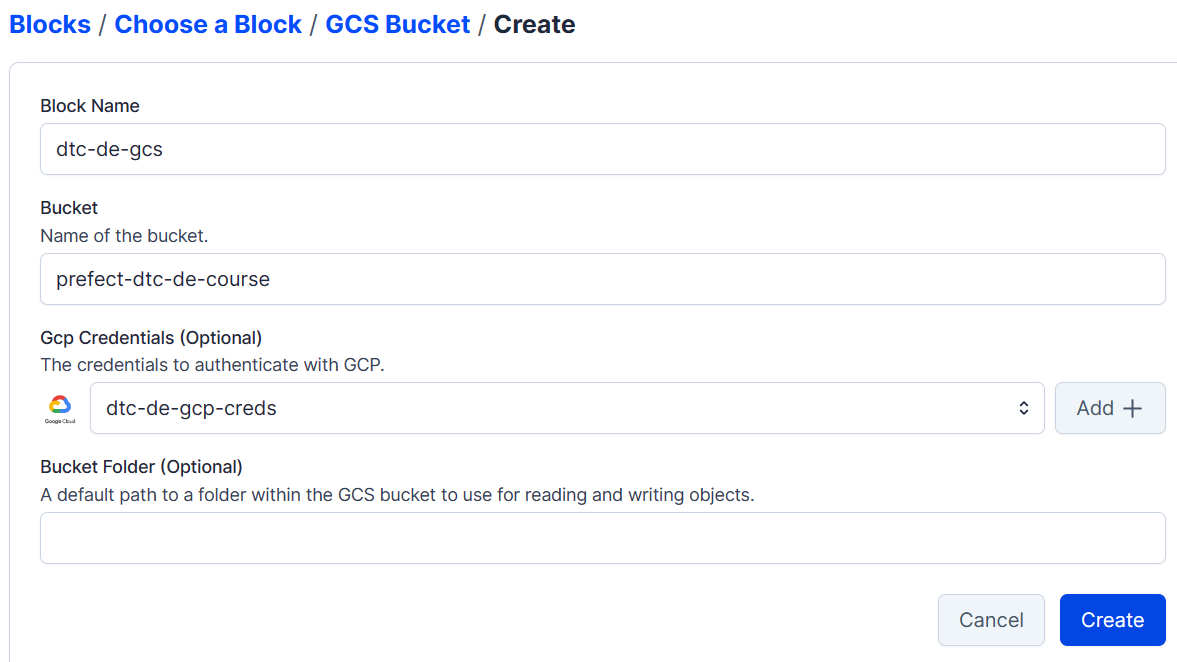 Blocks / Choose a Block / GCS Bucket / Create
Block Name
dtc-de-gcs
Bucket
Name of the bucket.
prefect-dtc-de-course
Gcp Credentials (Optional)
The credentials to authenticate with GCP.
Google Cloud
dtc-de-gcp-creds
Add +
Bucket Folder (Optional)
A default path to a folder within the GCS bucket to use for reading and writing objects.
Cancel
Create